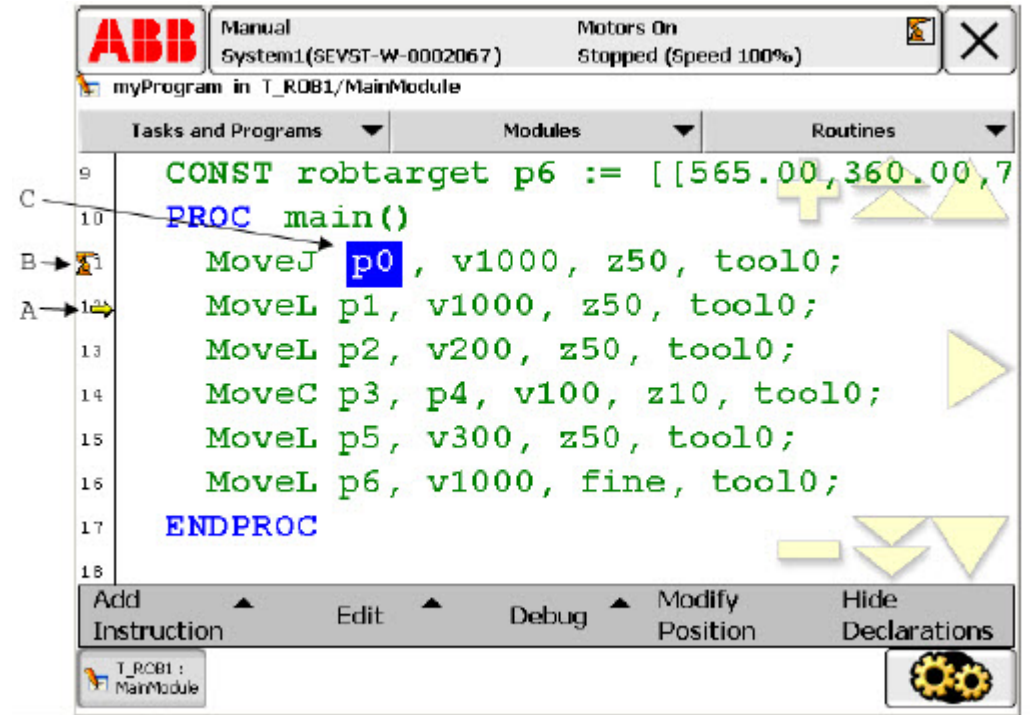 ABB
Manual
System1(SEVST-W-0002067)
Motors On
Stopped (Speed 100%)
myProgram in T_ROB1/MainModule
Tasks and Programs
Modules
Routines
9 CONST robtarget p6 := [[565.00,360.00,7
C
10 PROC main()
B 11 MoveJ p0 , v1000, z50, tool0;
A 12 MoveL p1, v1000, z50, tool0;
13 MoveL p2, v200, z50, tool0;
14 MoveC p3, p4, v100, z10, tool0;
15 MoveL p5, v300, z50, tool0;
16 MoveL p6, v1000, fine, tool0;
17 ENDPROC
18
Add
Instruction
Edit
Debug
Modify
Position
Hide
Declarations
T_ROB1 :
MainModule